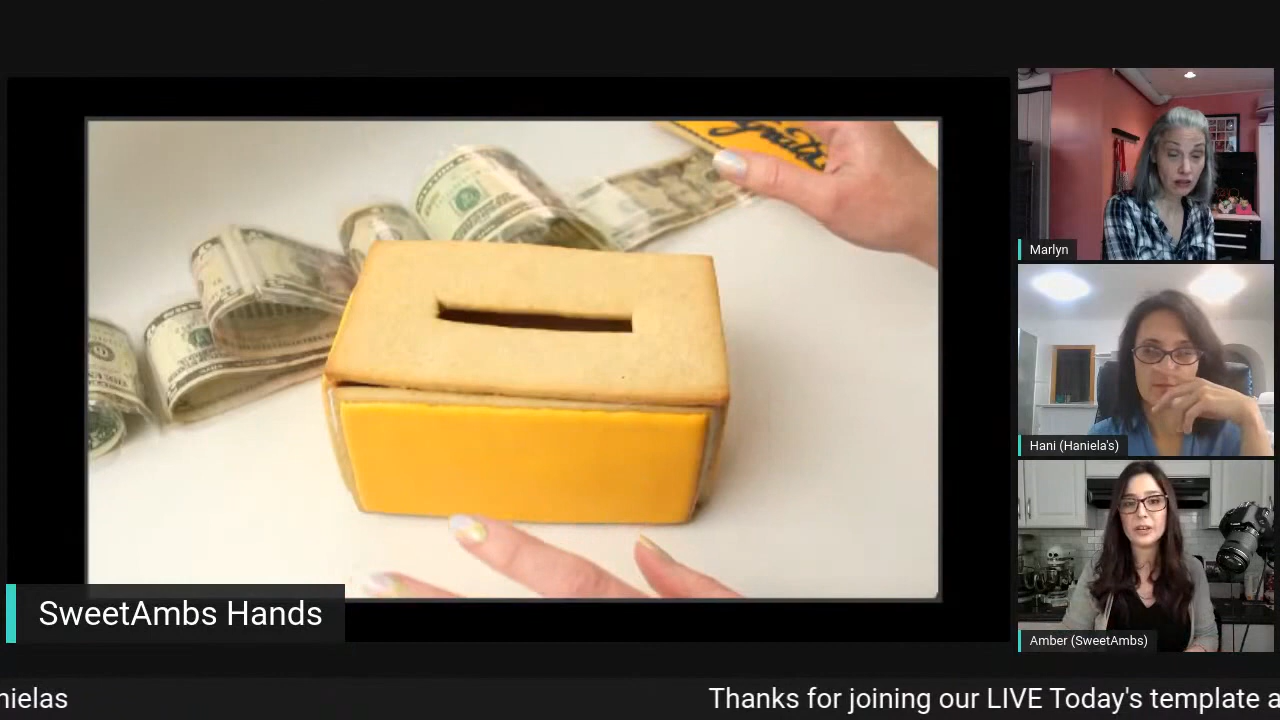 Marlyn
Hani (Haniela's)
SweetAmbs Hands
Amber (SweetAmbs)
nielas
Thanks for joining our LIVE Today's template a